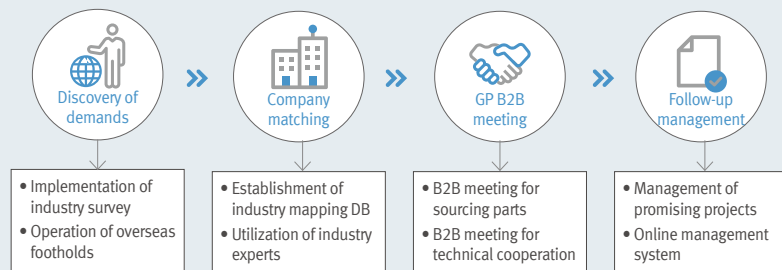 Discovery of
demands
Company
matching
GP B2B
meeting
Follow-up
management
• Implementation of
industry survey
• Operation of overseas
footholds
• Establishment of
industry mapping DB
• Utilization of industry
experts
• B2B meeting for
sourcing parts
• B2B meeting for
technical cooperation
• Management of
promising projects
• Online management
system